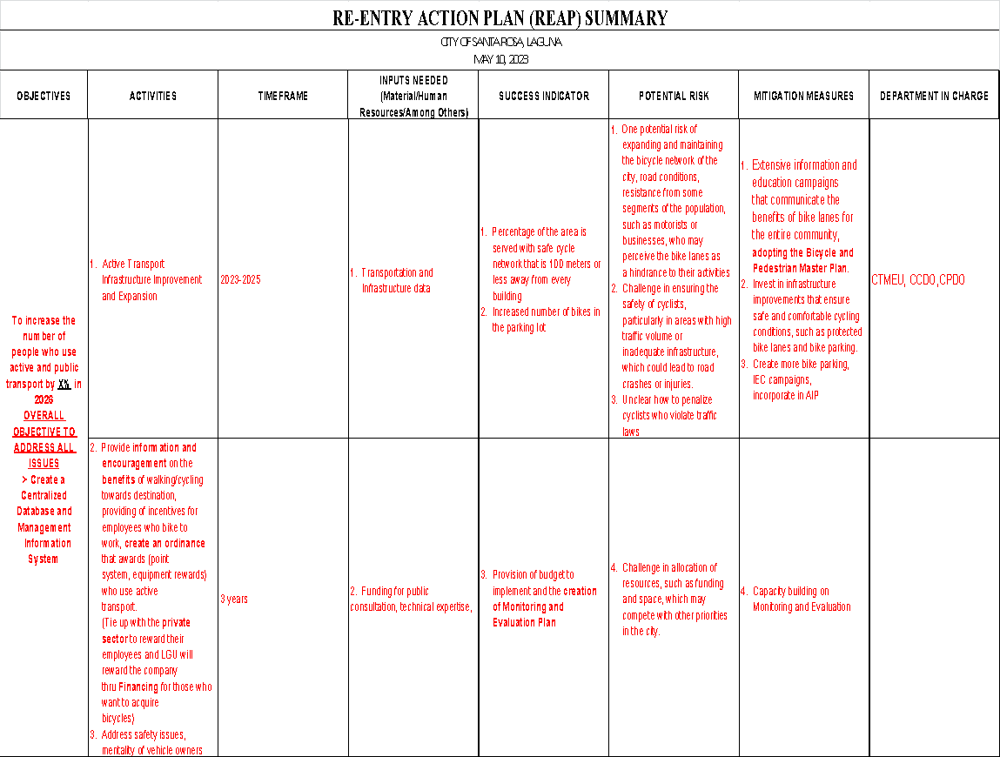 RE-ENTRY ACTION PLAN (REAP) SUMMARY
CITY OF SANTA ROSA, LAGUNA
MAY 10, 2023
OBJECTIVES
ACTIVITIES
TIMEFRAME
INPUTS NEEDED
(Material/Human
Resources/Among Others)
SUCCESS INDICATOR
POTENTIAL RISK
MITIGATION MEASURES
DEPARTMENT IN CHARGE
To increase the
number of
people who use
active and public
transport by X% in
2026
OVERALL
OBJECTIVE TO
ADDRESS ALL
ISSUES
> Create a
Centralized
Database and
Management
Information
System
1. Active Transport
Infrastructure Improvement
and Expansion
2023-2025
1. Transportation and
Infrastructure data
1. Percentage of the area is
served with safe cycle
network that is 100 meters or
less away from every
building
2. Increased number of bikes in
the parking lot
1. One potential risk of
expanding and maintaining
the bicycle network of the
city, road conditions,
resistance from some
segments of the population,
such as motorists or
businesses, who may
perceive the bike lanes as
a hindrance to their activities
2. Challenge in ensuring the
safety of cyclists,
particularly in areas with high
traffic volume or
inadequate infrastructure,
which could lead to road
crashes or injuries.
3. Unclear how to penalize
cyclists who violate traffic
laws
1. Extensive information and
education campaigns
that communicate the
benefits of bike lanes for
the entire community,
adopting the Bicycle and
Pedestrian Master Plan.
2. Invest in infrastructure
improvements that ensure
safe and comfortable cycling
conditions, such as protected
bike lanes and bike parking.
3. Create more bike parking,
IEC campaigns,
incorporate in AIP
CTMEU, CCDO,CPDO
2. Provide information and
encouragement on the
benefits of walking/cycling
towards destination,
providing of incentives for
employees who bike to
work, create an ordinance
that awards (point
system, equipment rewards)
who use active
transport.
(Tie up with the private
sector to reward their
employees and LGU will
reward the company
thru Financing for those who
want to acquire
bicycles)
3. Address safety issues,
mentality of vehicle owners
3 years
2. Funding for public
consultation, technical expertise,
3. Provision of budget to
implement and the creation
of Monitoring and
Evaluation Plan
4. Challenge in allocation of
resources, such as funding
and space, which may
compete with other priorities
in the city.
4. Capacity building on
Monitoring and Evaluation